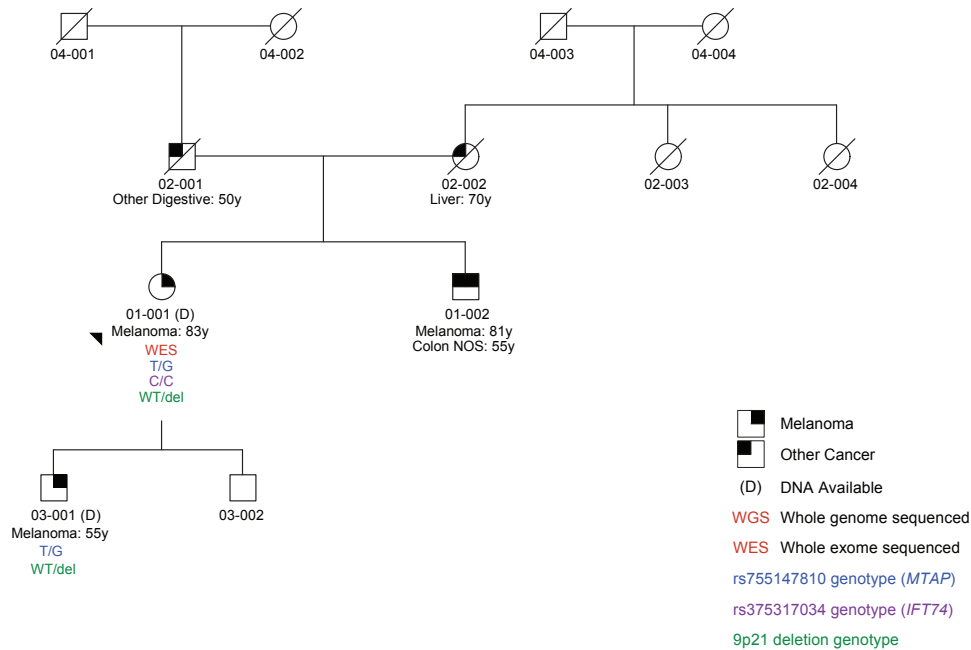 04-001
04-002
04-003
04-004
02-001
Other Digestive: 50y
02-002
Liver: 70y
02-003
02-004
01-001 (D)
Melanoma: 83y
WES
T/G
C/C
WT/del
01-002
Melanoma: 81y
Colon NOS: 55y
03-001 (D)
Melanoma: 55y
T/G
WT/del
03-002
Melanoma
Other Cancer
(D) DNA Available
WGS Whole genome sequenced
WES Whole exome sequenced
rs755147810 genotype (MTAP)
rs375317034 genotype (IFT74)
9p21 deletion genotype